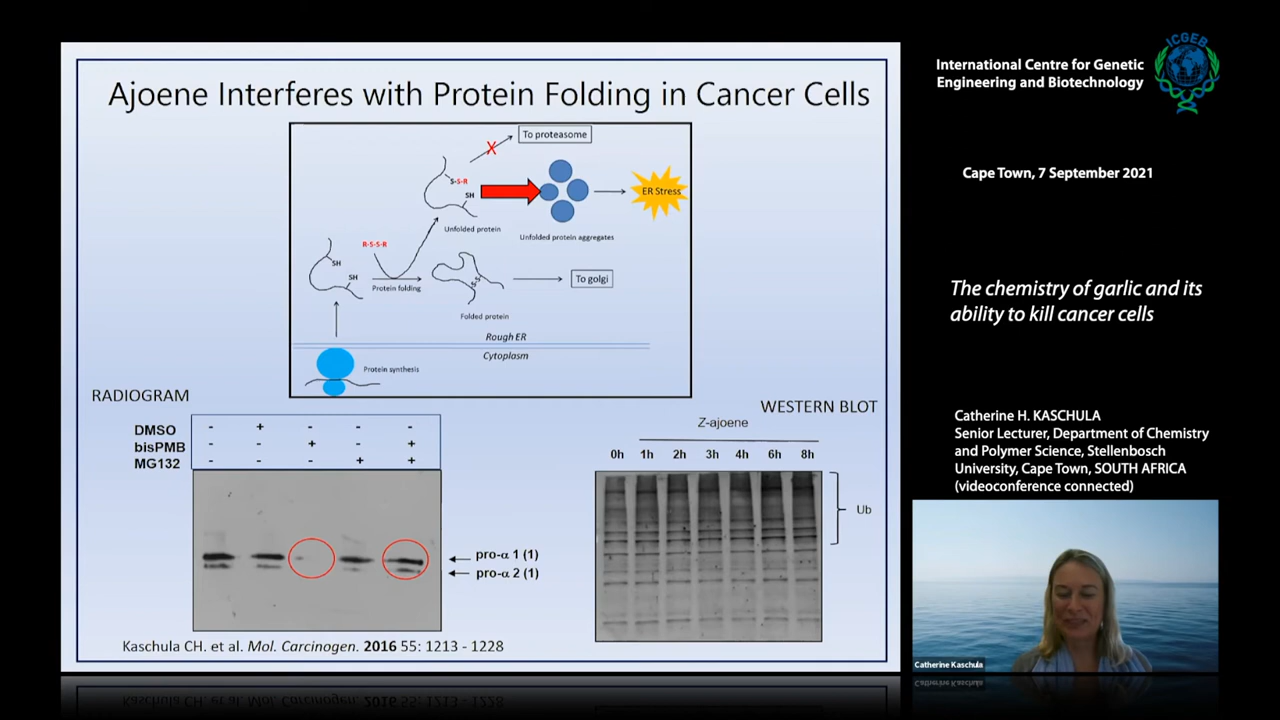 Ajoene Interferes with Protein Folding in Cancer Cells
To proteasome
X
S-S-R
SH
ER Stress
Unfolded protein
Unfolded protein aggregates
R-S-S-R
SH
SH
S
S
Protein folding
To golgi
Folded protein
Rough ER
Cytoplasm
Protein synthesis
RADIOGRAM
DMSO - + - - -
bisPMB - - + - +
MG132 - - - + +
pro-α 1 (1)
pro-α 2 (1)
WESTERN BLOT
Z-ajoene
0h 1h 2h 3h 4h 6h 8h
Ub
Kaschula CH. et al. Mol. Carcinogen. 2016 55: 1213 - 1228
International Centre for Genetic
Engineering and Biotechnology
ICGEB
Cape Town, 7 September 2021
The chemistry of garlic and its
ability to kill cancer cells
Catherine H. KASCHULA
Senior Lecturer, Department of Chemistry
and Polymer Science, Stellenbosch
University, Cape Town, SOUTH AFRICA
(videoconference connected)
Catherine Kaschula